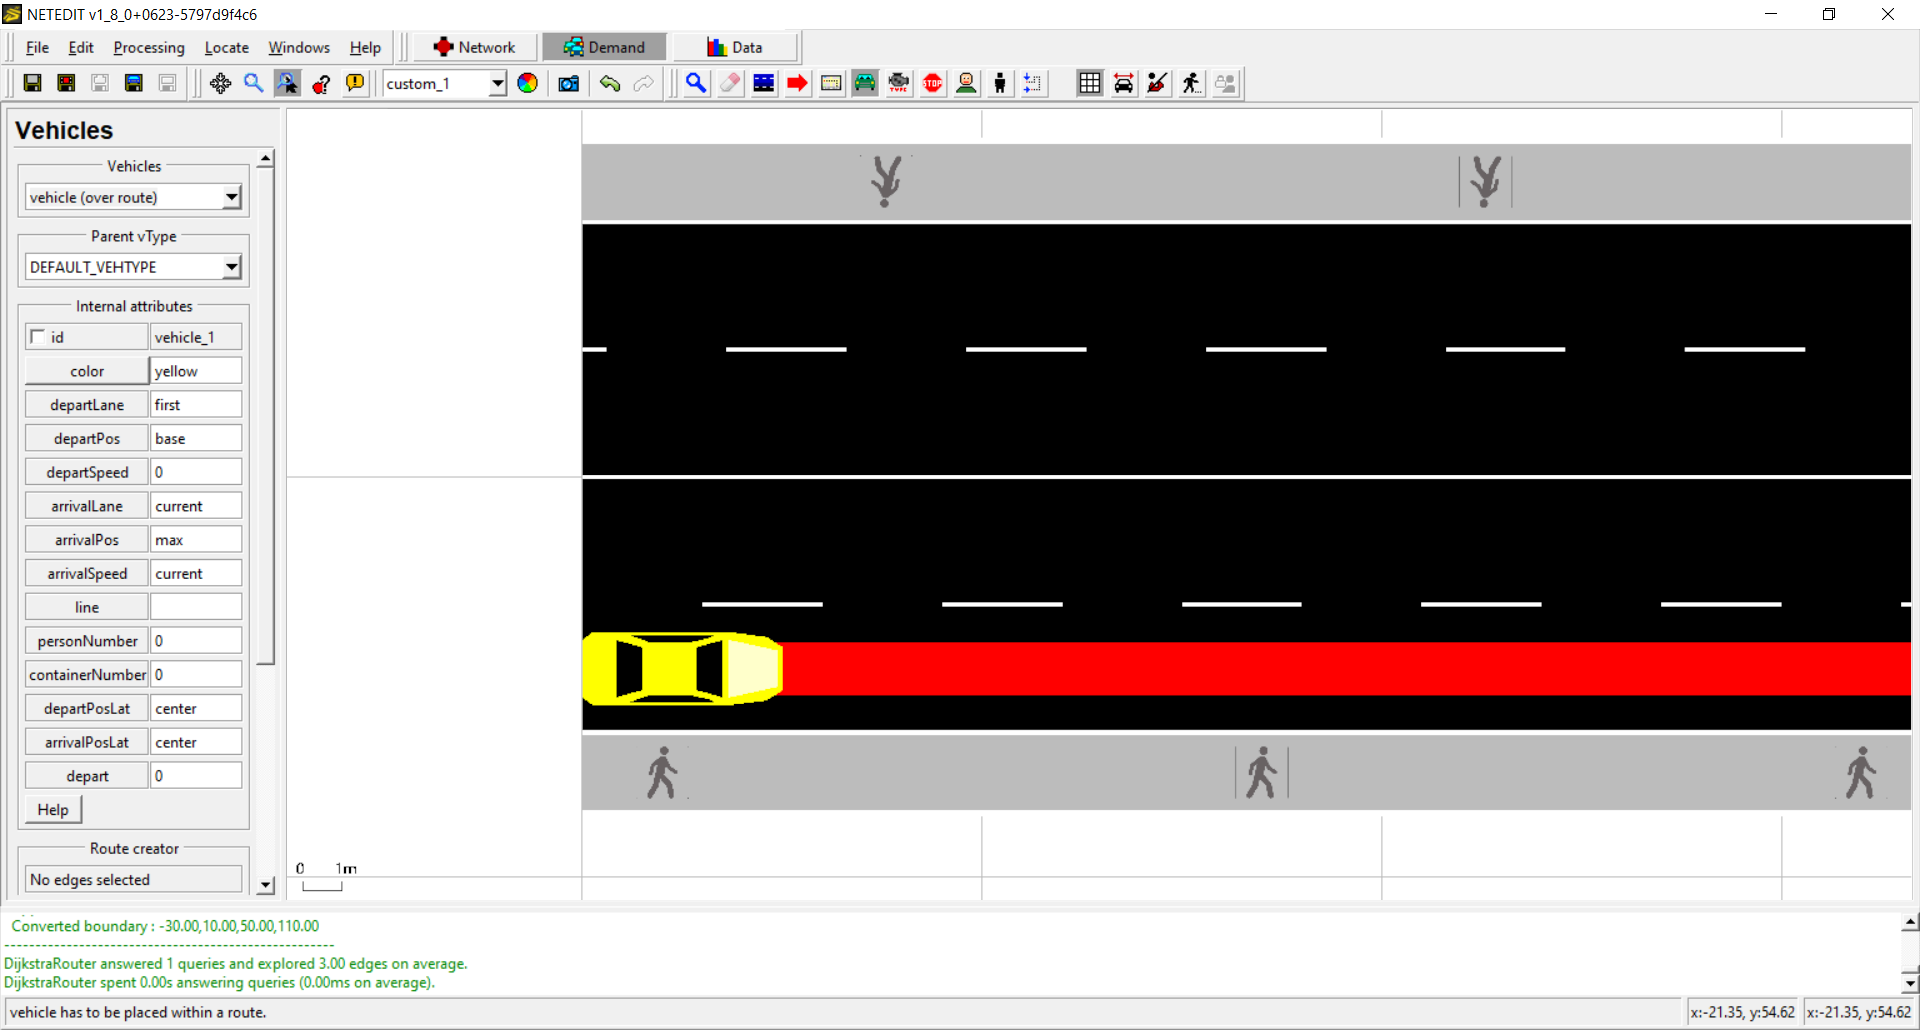 NETEDIT v1_8_0+0623-5797d9f4c6
File Edit Processing Locate Windows Help Network Demand Data
custom_1 TYPE STOP
Vehicles
Vehicles
vehicle (over route)
Parent vType
DEFAULT_VEHTYPE
Internal attributes
id vehicle_1
color yellow
departLane first
departPos base
departSpeed 0
arrivalLane current
arrivalPos max
arrivalSpeed current
line
personNumber 0
containerNumber 0
departPosLat center
arrivalPosLat center
depart 0
Help
Route creator
No edges selected
0 1m
Converted boundary : -30.00,10.00,50.00,110.00
-----------------------------------------------------
DijkstraRouter answered 1 queries and explored 3.00 edges on average.
DijkstraRouter spent 0.00s answering queries (0.00ms on average).
vehicle has to be placed within a route. x:-21.35, y:54.62 x:-21.35, y:54.62